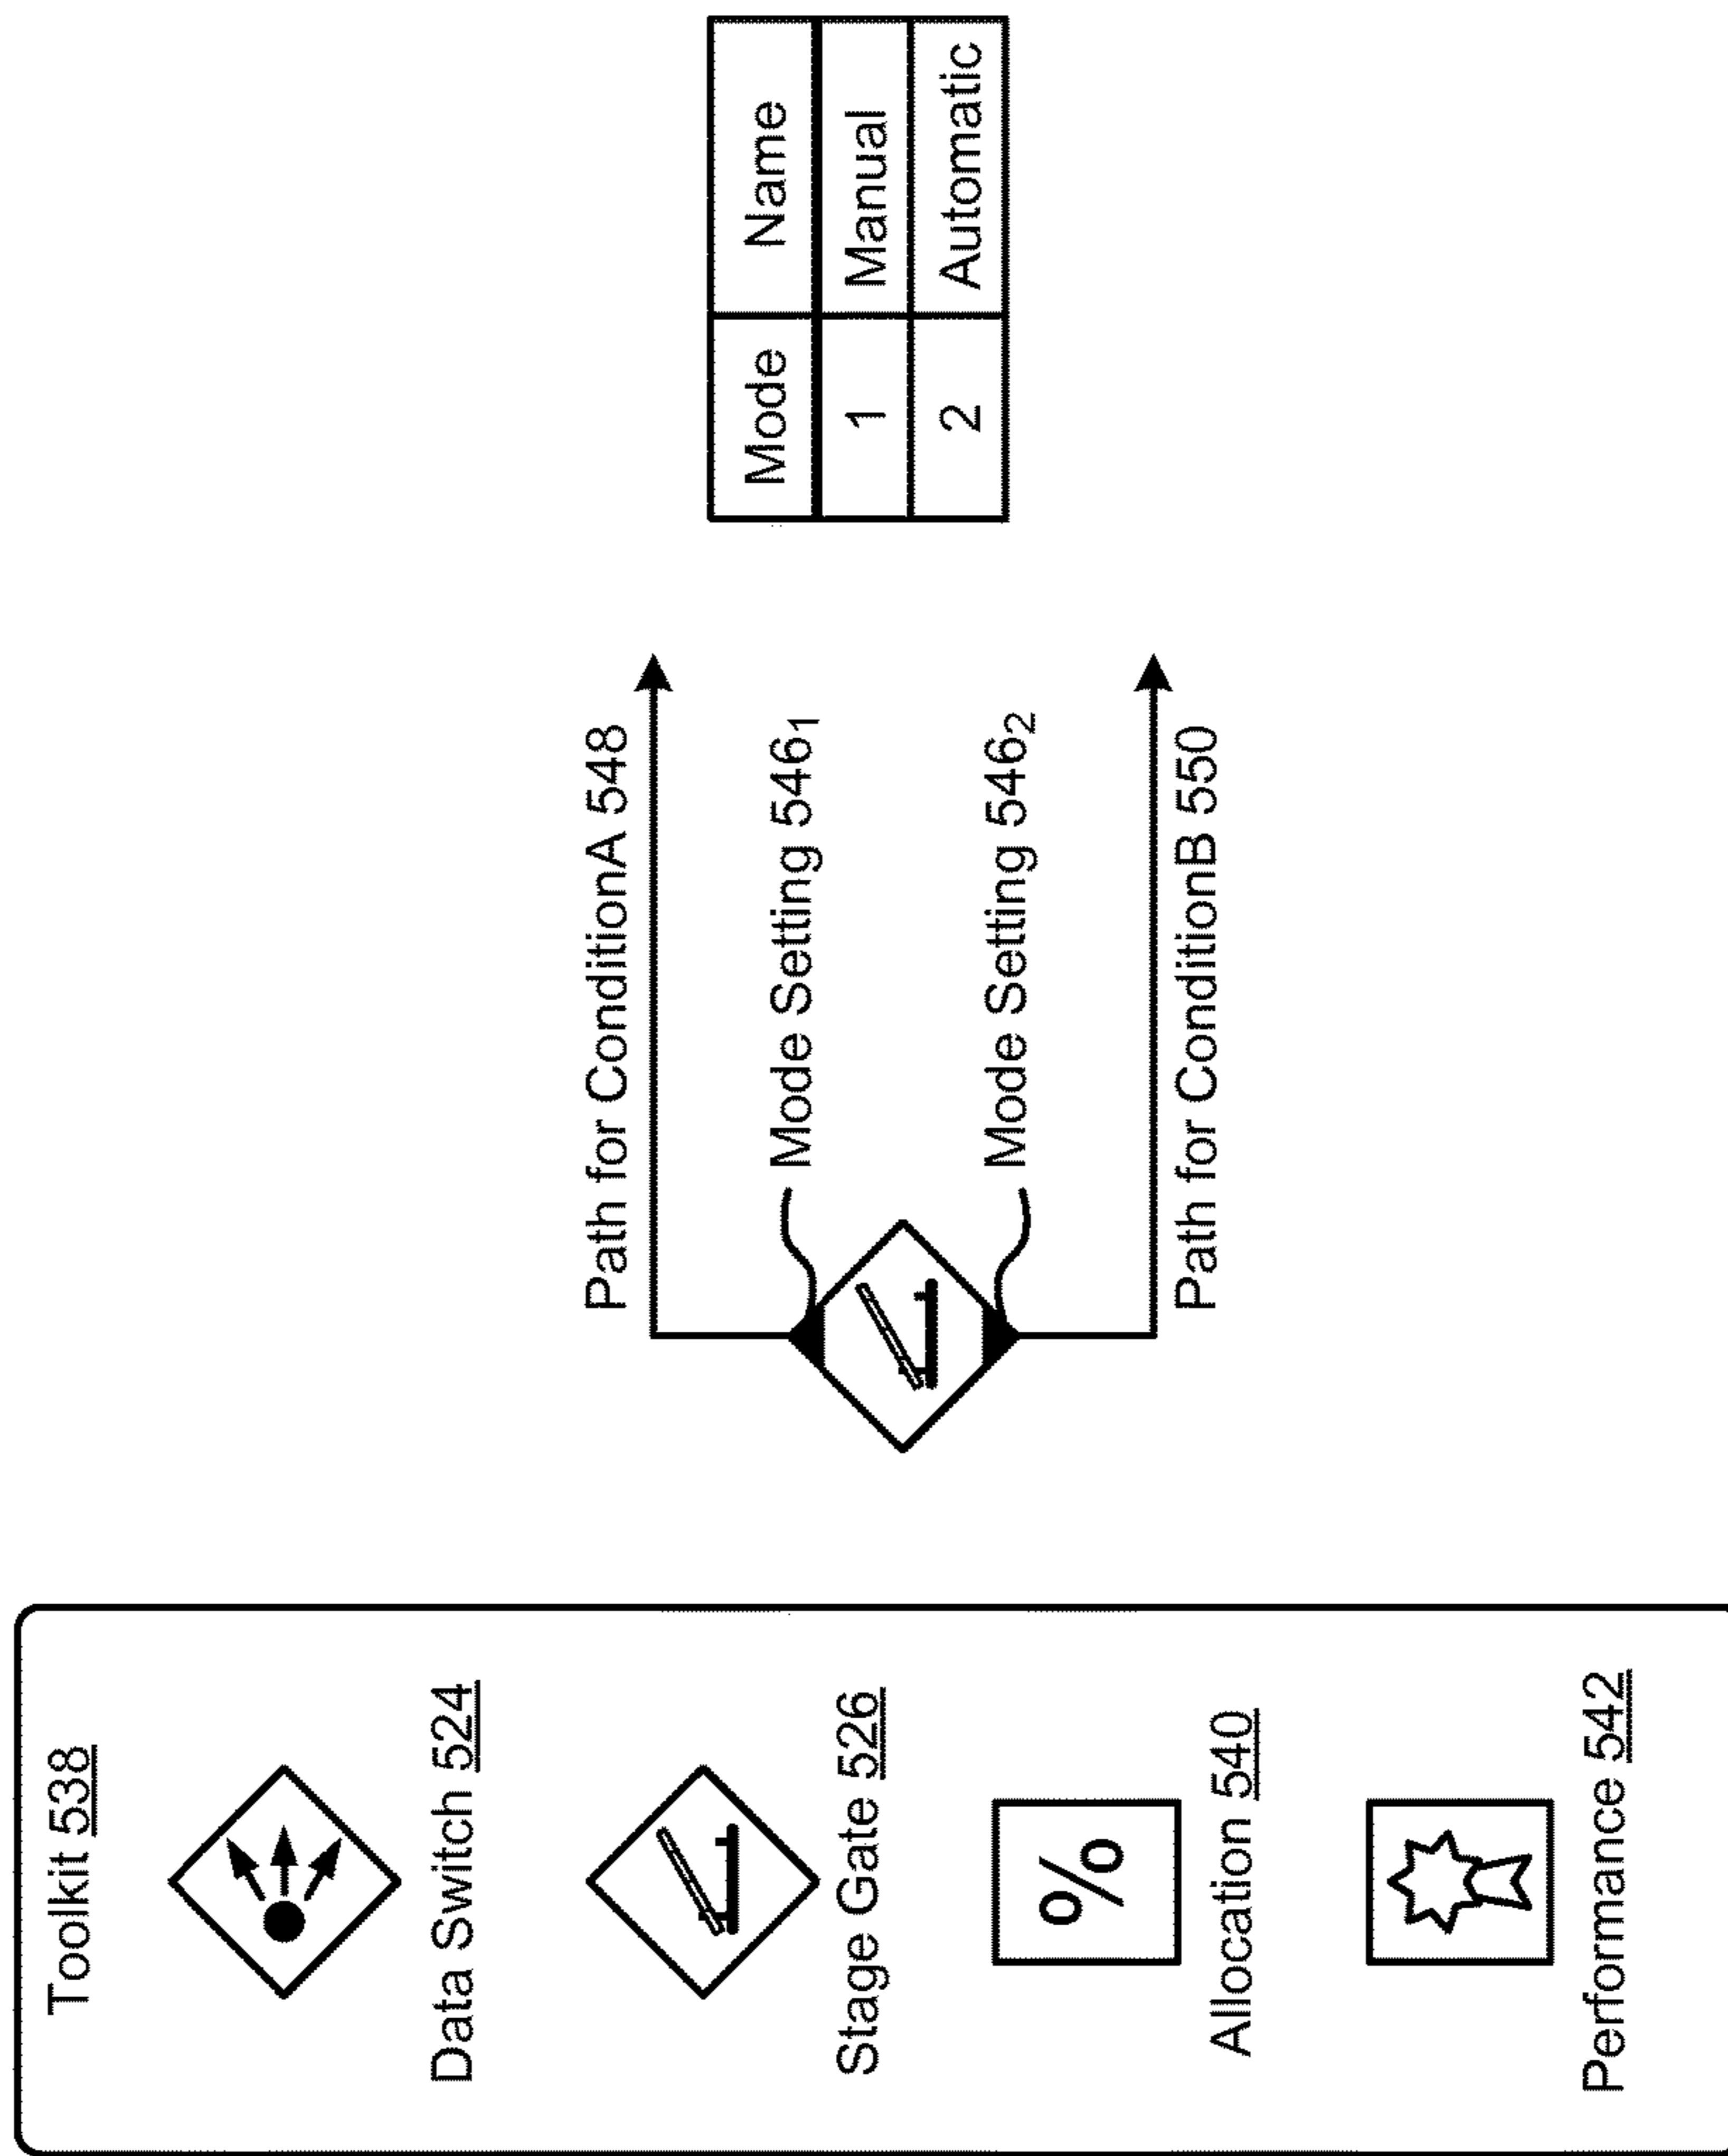 Toolkit 538
Data Switch 524
Stage Gate 526
Allocation 540
Performance 542
Path for ConditionA 548
Mode Setting 546₁
Mode Setting 546₂
Path for ConditionB 550
Mode Name
1 Manual
2 Automatic